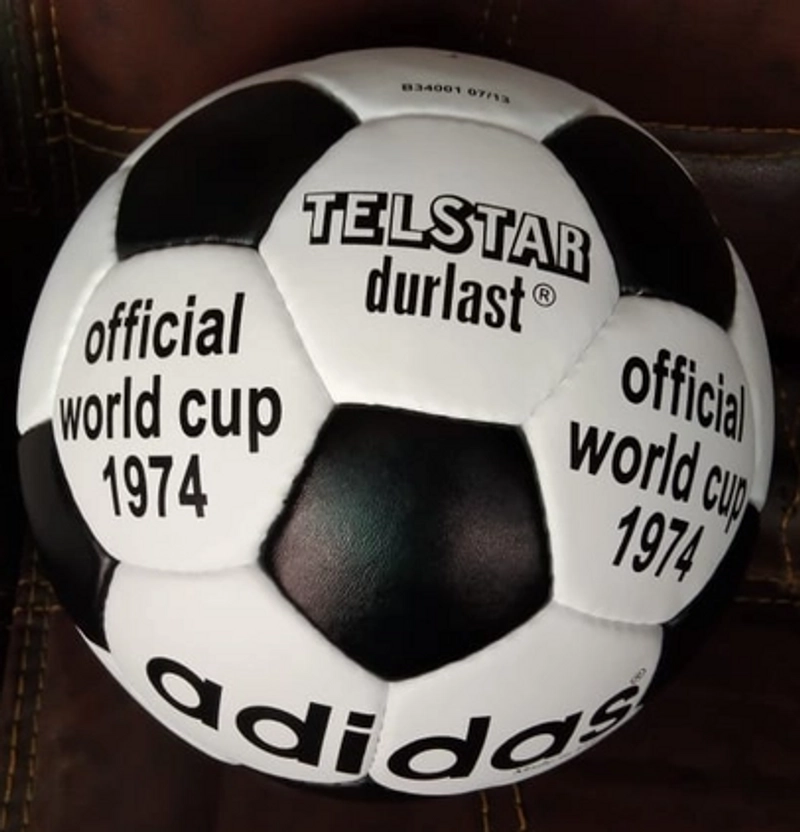 B34001 07/13
TELSTAR
durlast®
official
world cup
1974
official
world cup
1974
adidas®